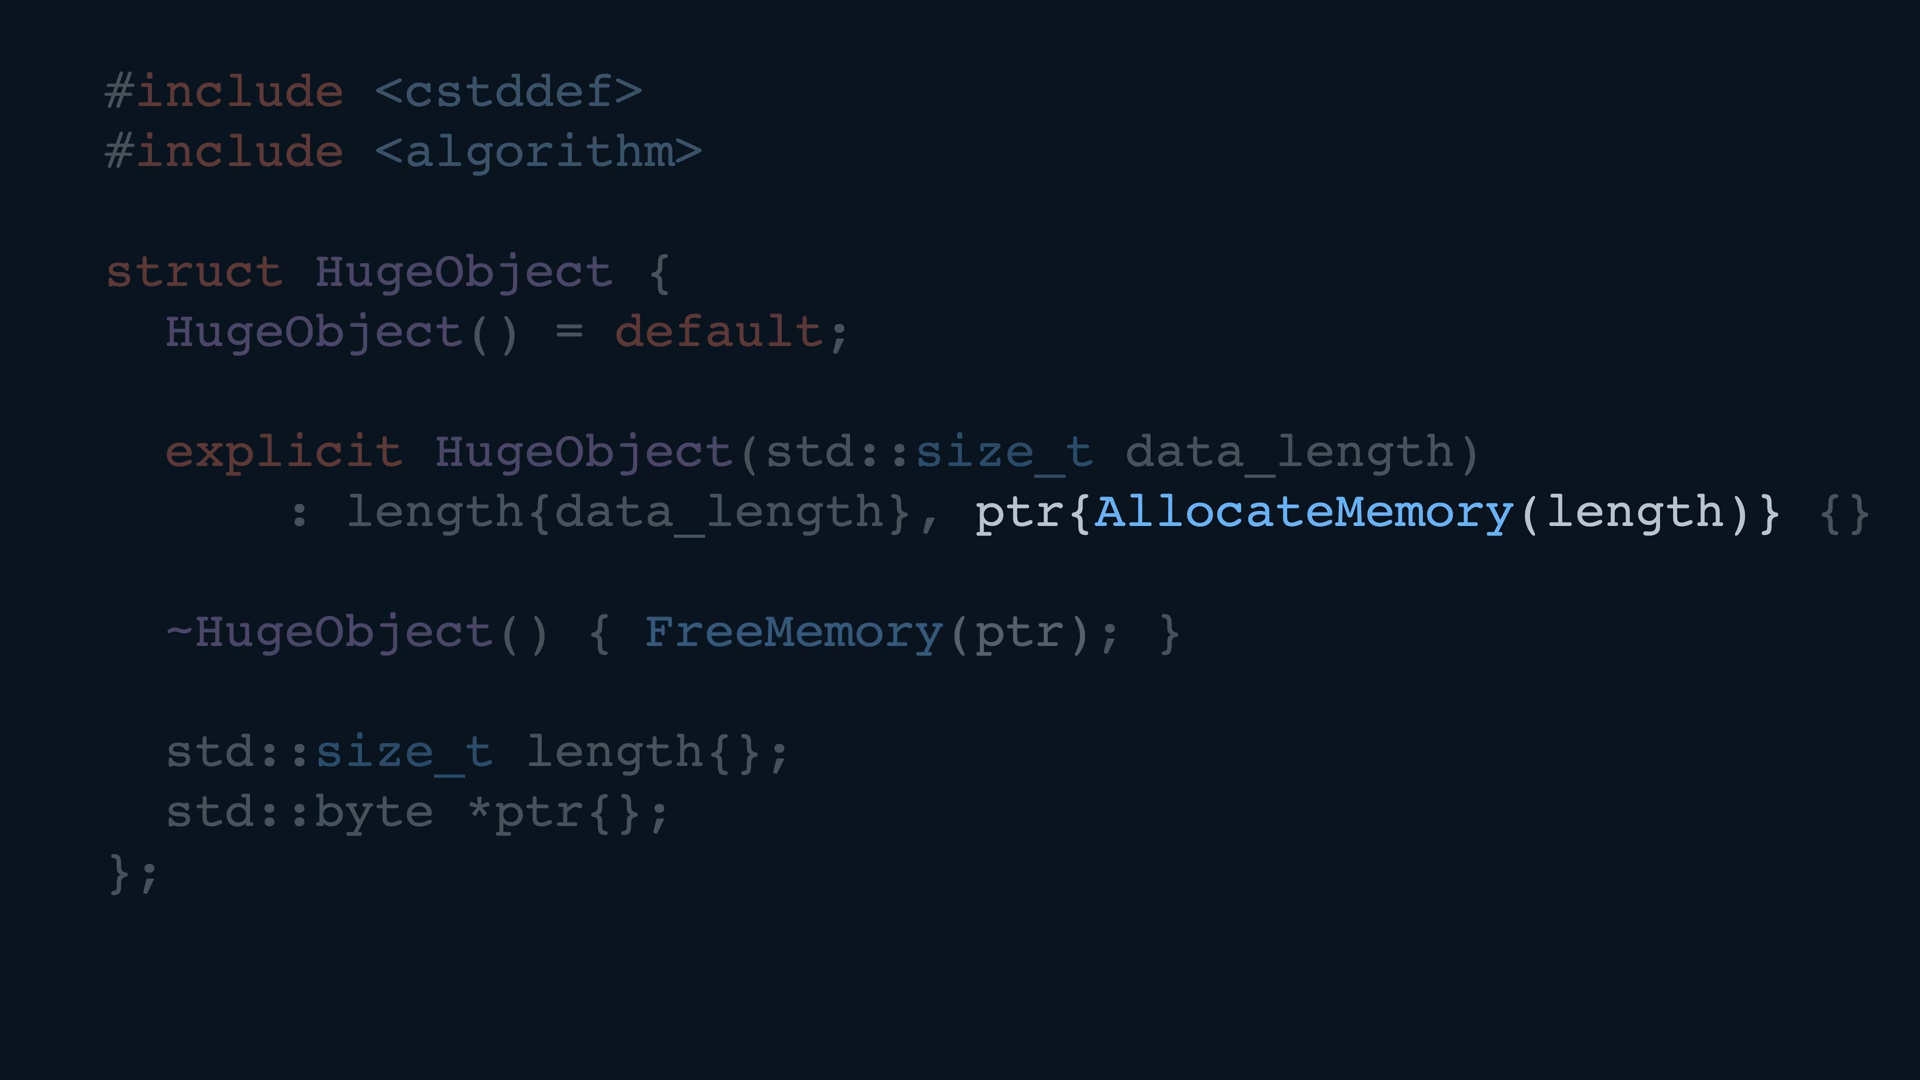 #include <cstddef>
#include <algorithm>
struct HugeObject {
HugeObject() = default;
explicit HugeObject(std::size_t data_length)
: length{data_length}, ptr{AllocateMemory(length)} {}
~HugeObject() { FreeMemory(ptr); }
std::size_t length{};
std::byte *ptr{};
};